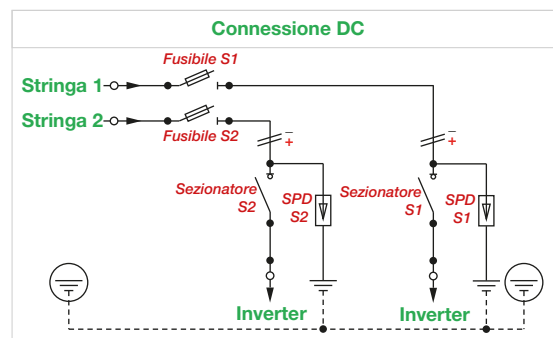 Connessione DC
Fusibile S1
Stringa 1
Stringa 2
Fusibile S2
−
+
−
+
Sezionatore
S2
SPD
S2
Sezionatore
S1
SPD
S1
Inverter
Inverter